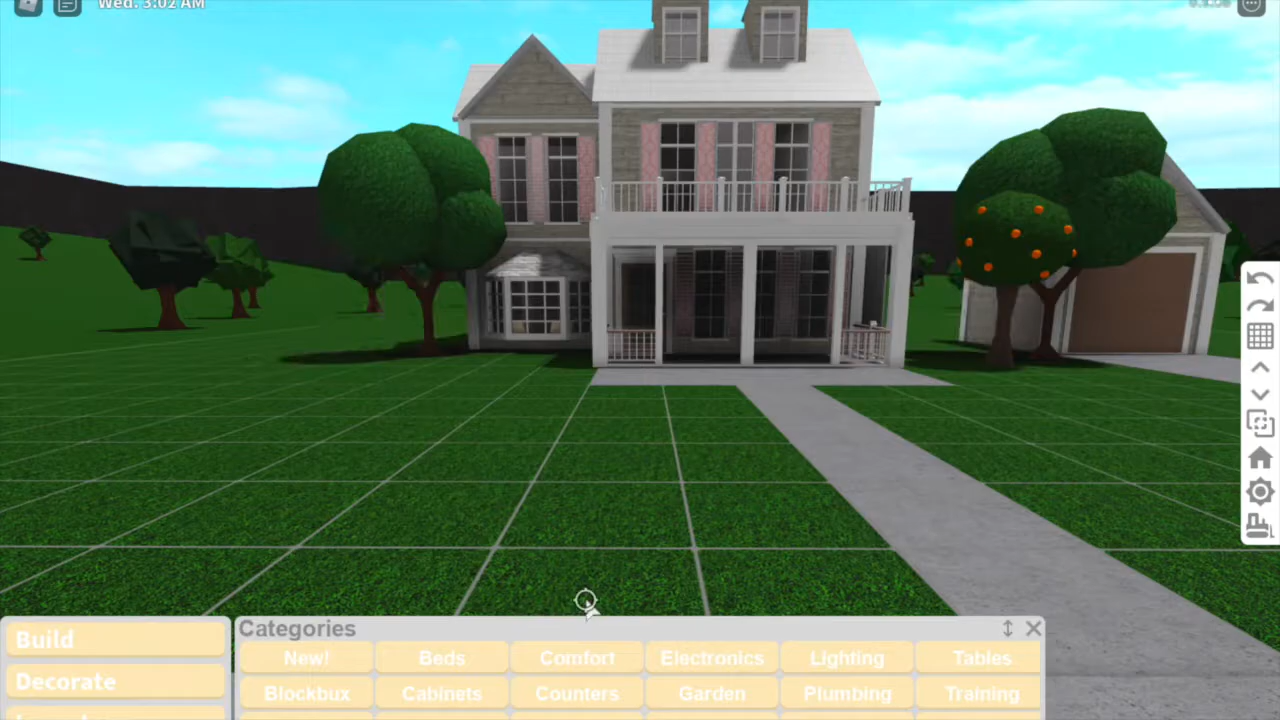 Wed. 3:02 AM
Build
Categories
New! Beds Comfort Electronics Lighting Tables
Decorate
Blockbux Cabinets Counters Garden Plumbing Training